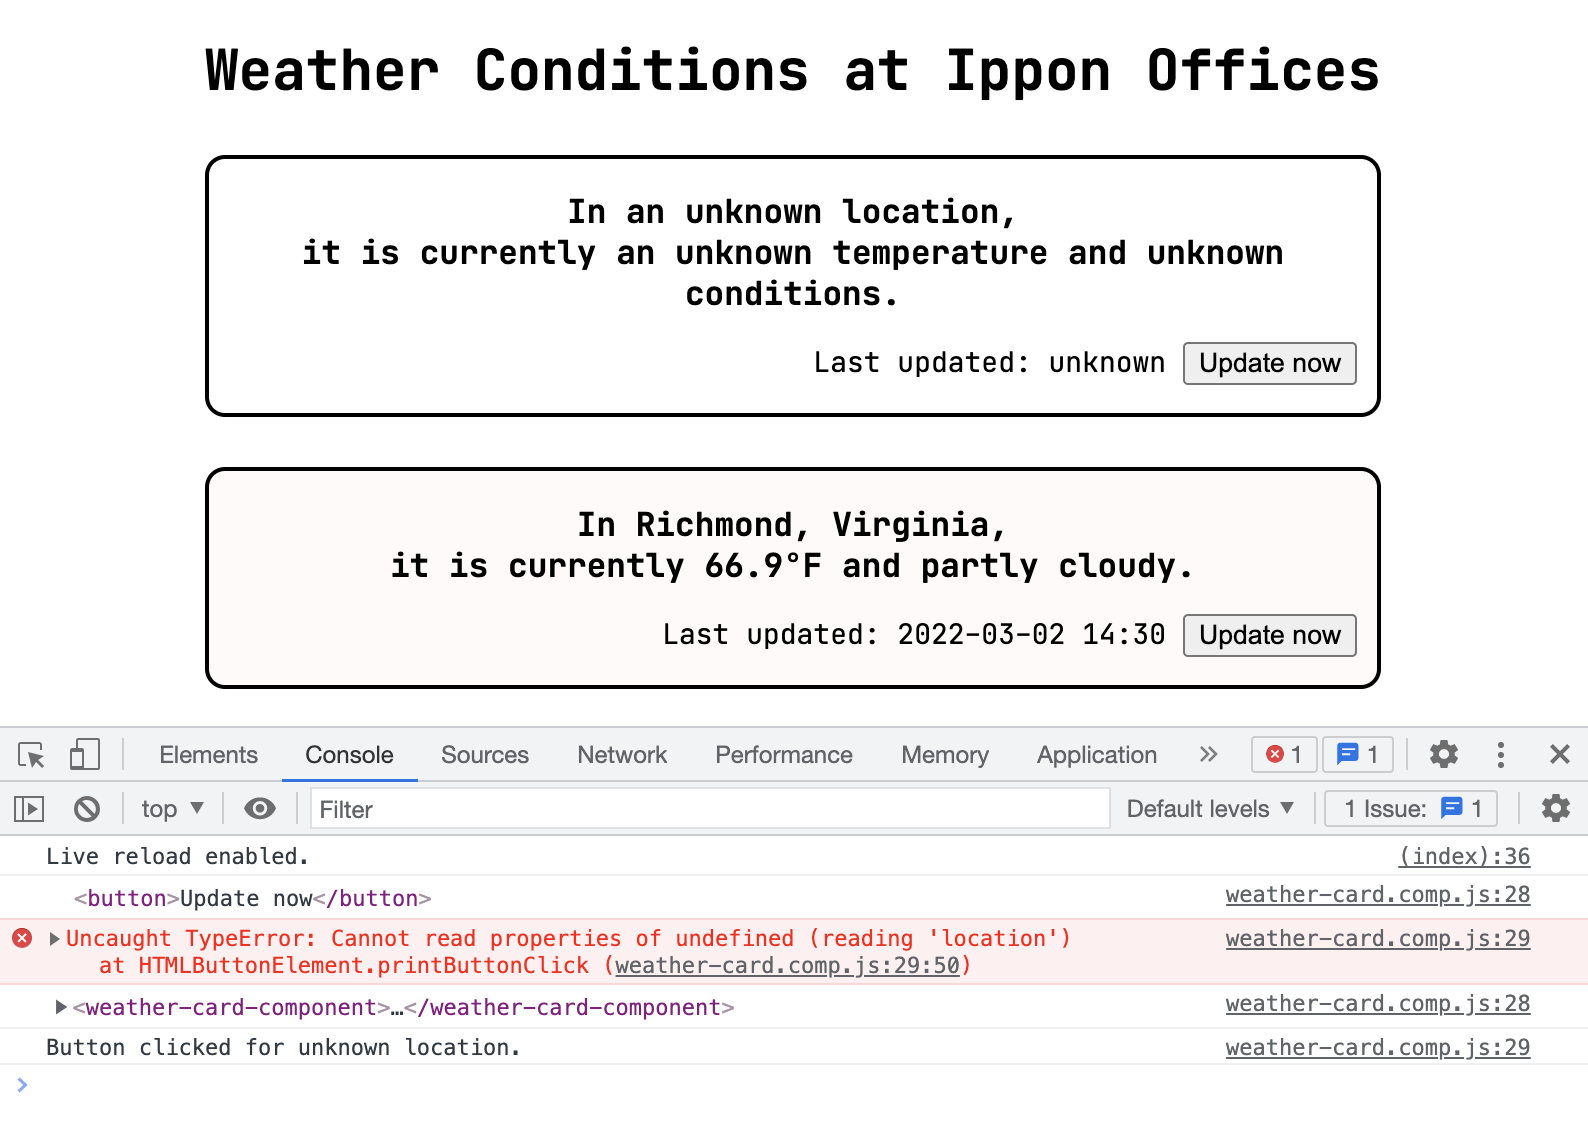 Weather Conditions at Ippon Offices
In an unknown location,
it is currently an unknown temperature and unknown
conditions.
Last updated: unknown Update now
In Richmond, Virginia,
it is currently 66.9°F and partly cloudy.
Last updated: 2022-03-02 14:30 Update now
Elements Console Sources Network Performance Memory Application » 1 1
top Filter Default levels 1 Issue: 1
Live reload enabled. (index):36
<button>Update now</button> weather-card.comp.js:28
Uncaught TypeError: Cannot read properties of undefined (reading 'location') weather-card.comp.js:29
at HTMLButtonElement.printButtonClick (weather-card.comp.js:29:50)
<weather-card-component>…</weather-card-component> weather-card.comp.js:28
Button clicked for unknown location. weather-card.comp.js:29